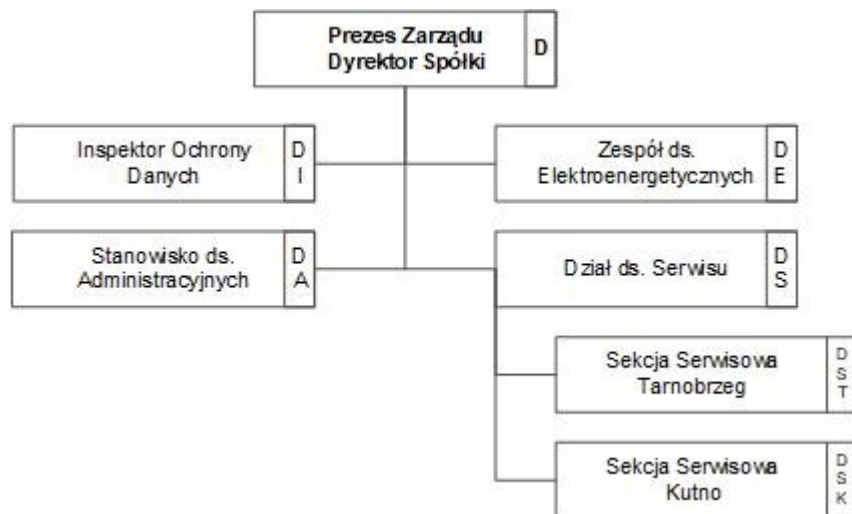 Prezes Zarządu
Dyrektor Spółki
D
Inspektor Ochrony
Danych
D
I
Zespół ds.
Elektroenergetycznych
D
E
Stanowisko ds.
Administracyjnych
D
A
Dział ds. Serwisu
D
S
Sekcja Serwisowa
Tarnobrzeg
D
S
T
Sekcja Serwisowa
Kutno
D
S
K